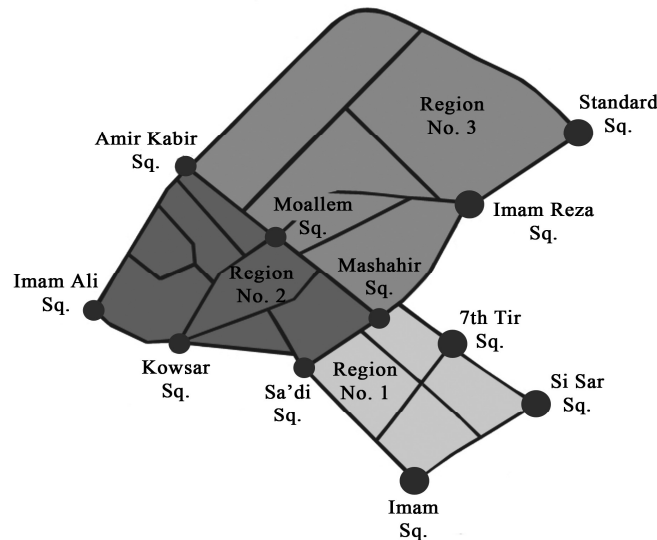 Region
No. 3
Standard
Sq.
Amir Kabir
Sq.
Moallem
Sq.
Imam Reza
Sq.
Mashahir
Sq.
Imam Ali
Sq.
Region
No. 2
7th Tir
Sq.
Kowsar
Sq.
Sa'di
Sq.
Region
No. 1
Si Sar
Sq.
Imam
Sq.